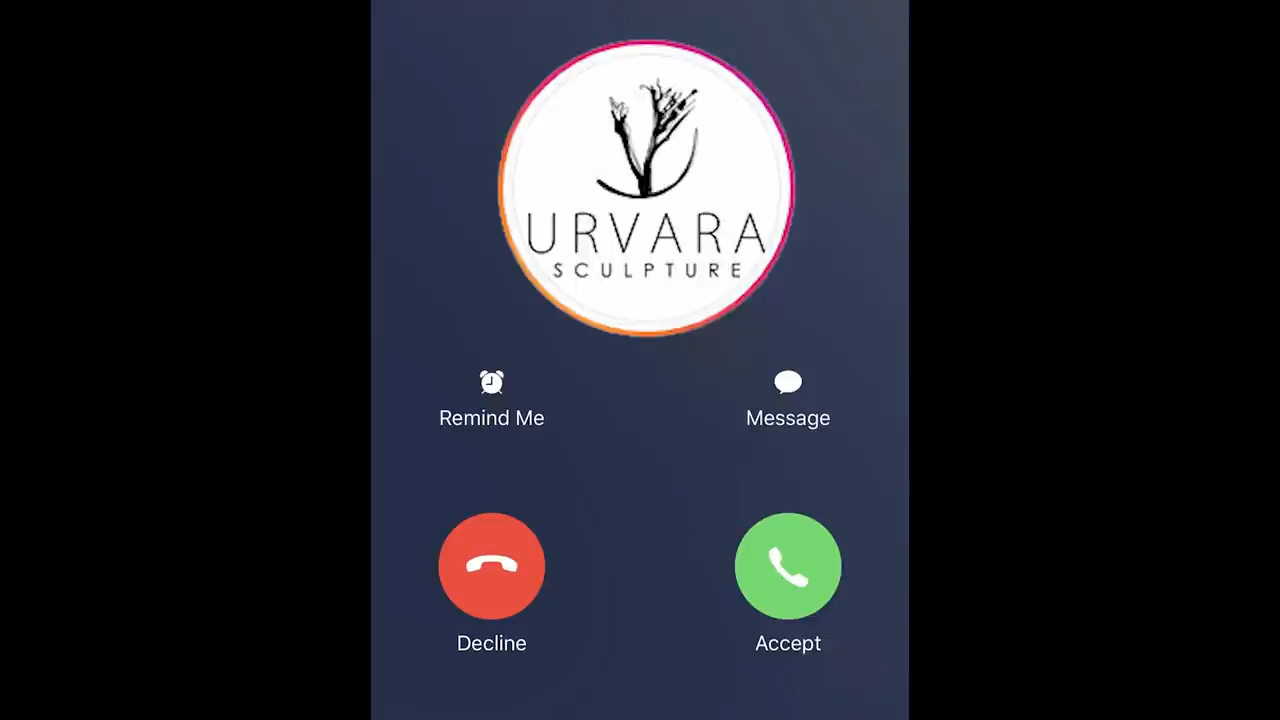 URVARA
SCULPTURE
Remind Me
Message
Decline
Accept